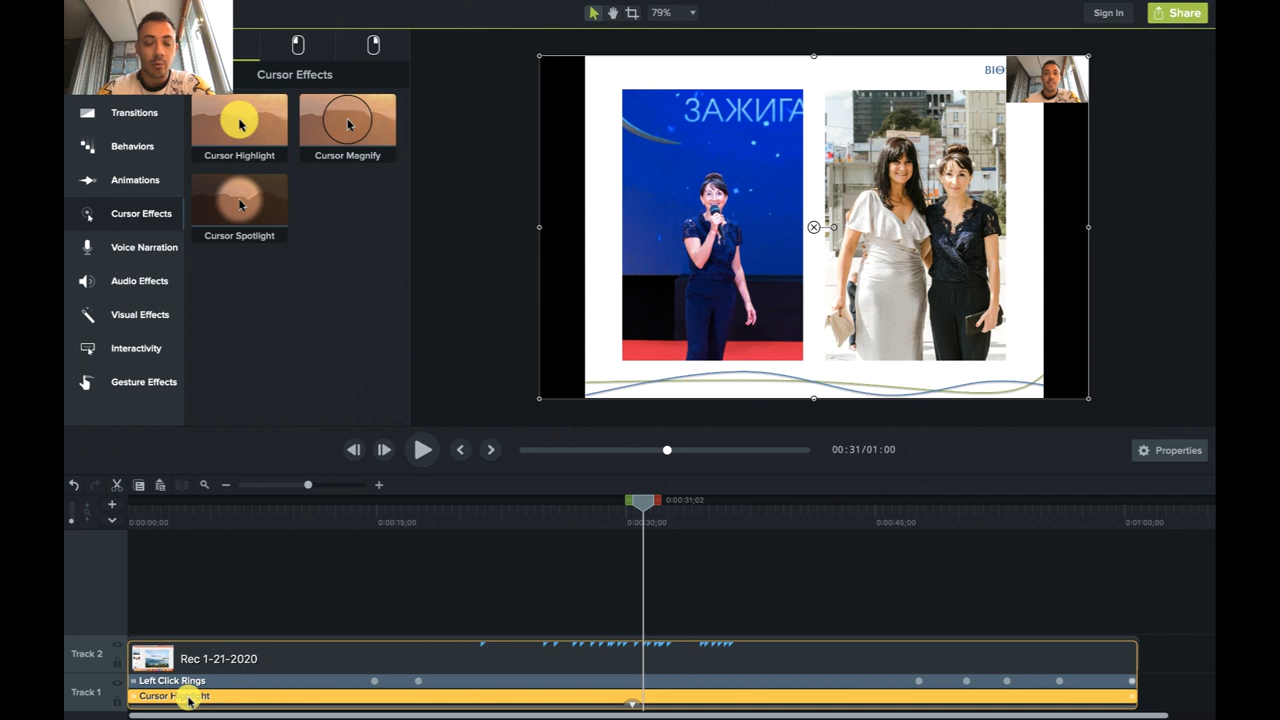 79%
Sign In
Share
Cursor Effects
Transitions
Cursor Highlight
Cursor Magnify
Behaviors
Animations
Cursor Effects
Cursor Spotlight
Voice Narration
Audio Effects
Visual Effects
Interactivity
Gesture Effects
ЗАЖИГА
00:31/01:00
Properties
0:00:31;02
0:00:00;00
0:00:15;00
0:00:30;00
0:00:45;00
0:01:00;00
Track 2
Rec 1-21-2020
Left Click Rings
Track 1
Cursor Highlight